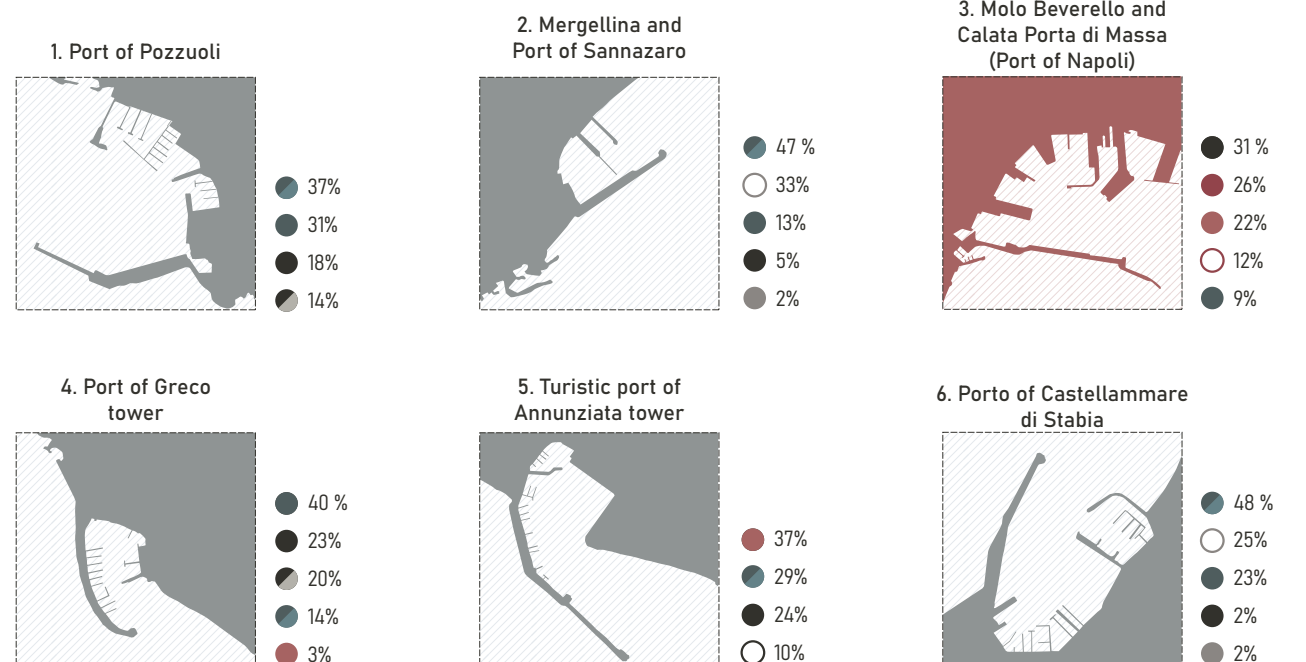 1. Port of Pozzuoli
37%
31%
18%
14%
2. Mergellina and
Port of Sannazaro
47 %
33%
13%
5%
2%
3. Molo Beverello and
Calata Porta di Massa
(Port of Napoli)
31 %
26%
22%
12%
9%
4. Port of Greco
tower
40 %
23%
20%
14%
3%
5. Turistic port of
Annunziata tower
37%
29%
24%
10%
6. Porto of Castellammare
di Stabia
48 %
25%
23%
2%
2%